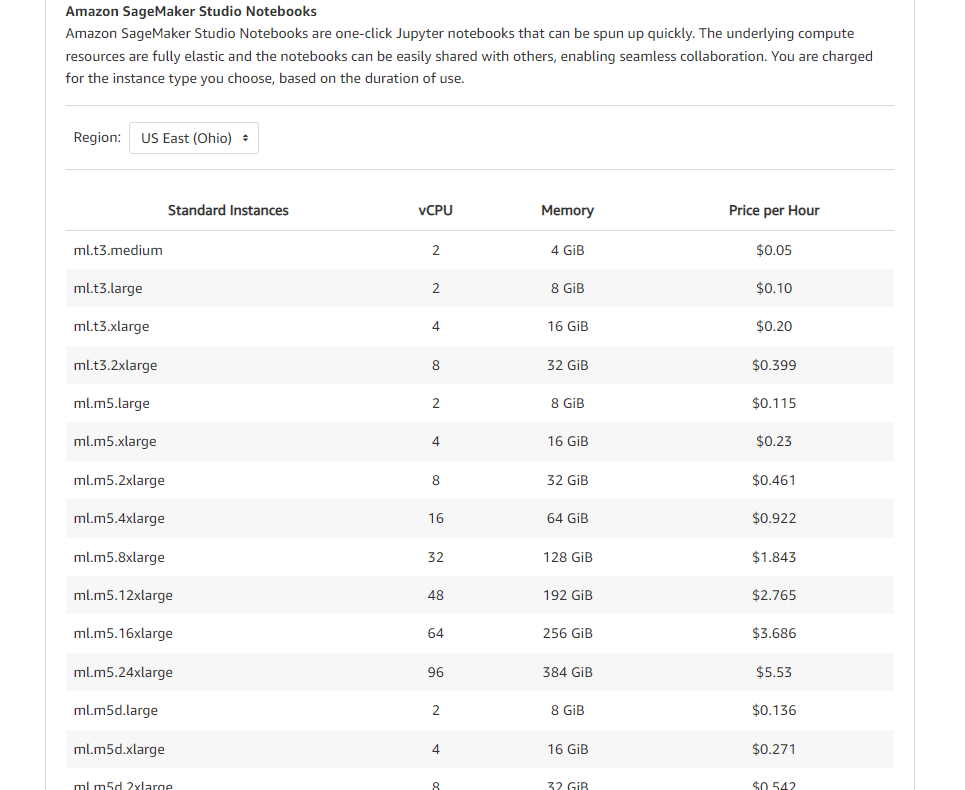 Amazon SageMaker Studio Notebooks
Amazon SageMaker Studio Notebooks are one-click Jupyter notebooks that can be spun up quickly. The underlying compute
resources are fully elastic and the notebooks can be easily shared with others, enabling seamless collaboration. You are charged
for the instance type you choose, based on the duration of use.
Region: US East (Ohio)
Standard Instances vCPU Memory Price per Hour
ml.t3.medium 2 4 GiB $0.05
ml.t3.large 2 8 GiB $0.10
ml.t3.xlarge 4 16 GiB $0.20
ml.t3.2xlarge 8 32 GiB $0.399
ml.m5.large 2 8 GiB $0.115
ml.m5.xlarge 4 16 GiB $0.23
ml.m5.2xlarge 8 32 GiB $0.461
ml.m5.4xlarge 16 64 GiB $0.922
ml.m5.8xlarge 32 128 GiB $1.843
ml.m5.12xlarge 48 192 GiB $2.765
ml.m5.16xlarge 64 256 GiB $3.686
ml.m5.24xlarge 96 384 GiB $5.53
ml.m5d.large 2 8 GiB $0.136
ml.m5d.xlarge 4 16 GiB $0.271
ml.m5d.2xlarge 8 32 GiB $0.542